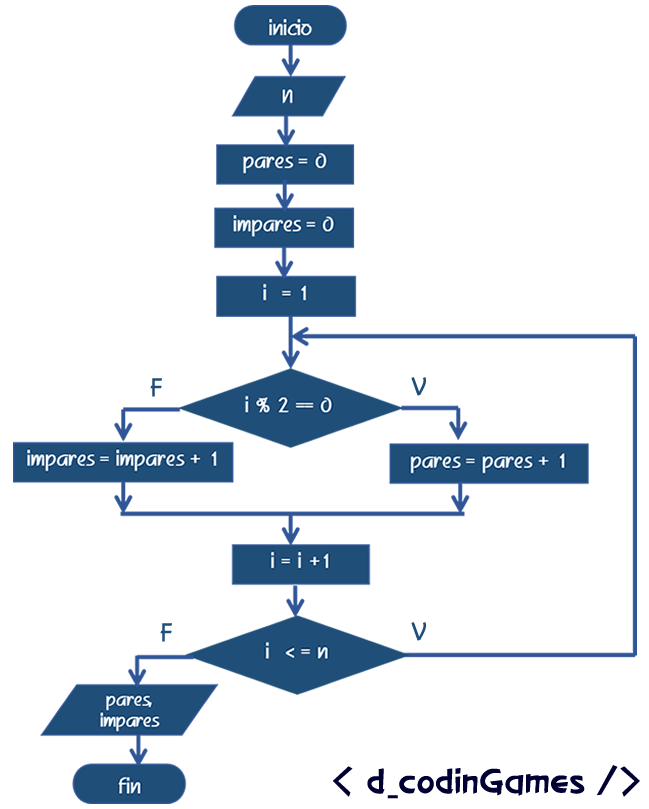 inicio
n
pares = 0
impares = 0
i = 1
F
V
i % 2 == 0
impares = impares + 1
pares = pares + 1
i = i +1
F
V
i < = n
pares,
impares
fin
< d_codinGames />